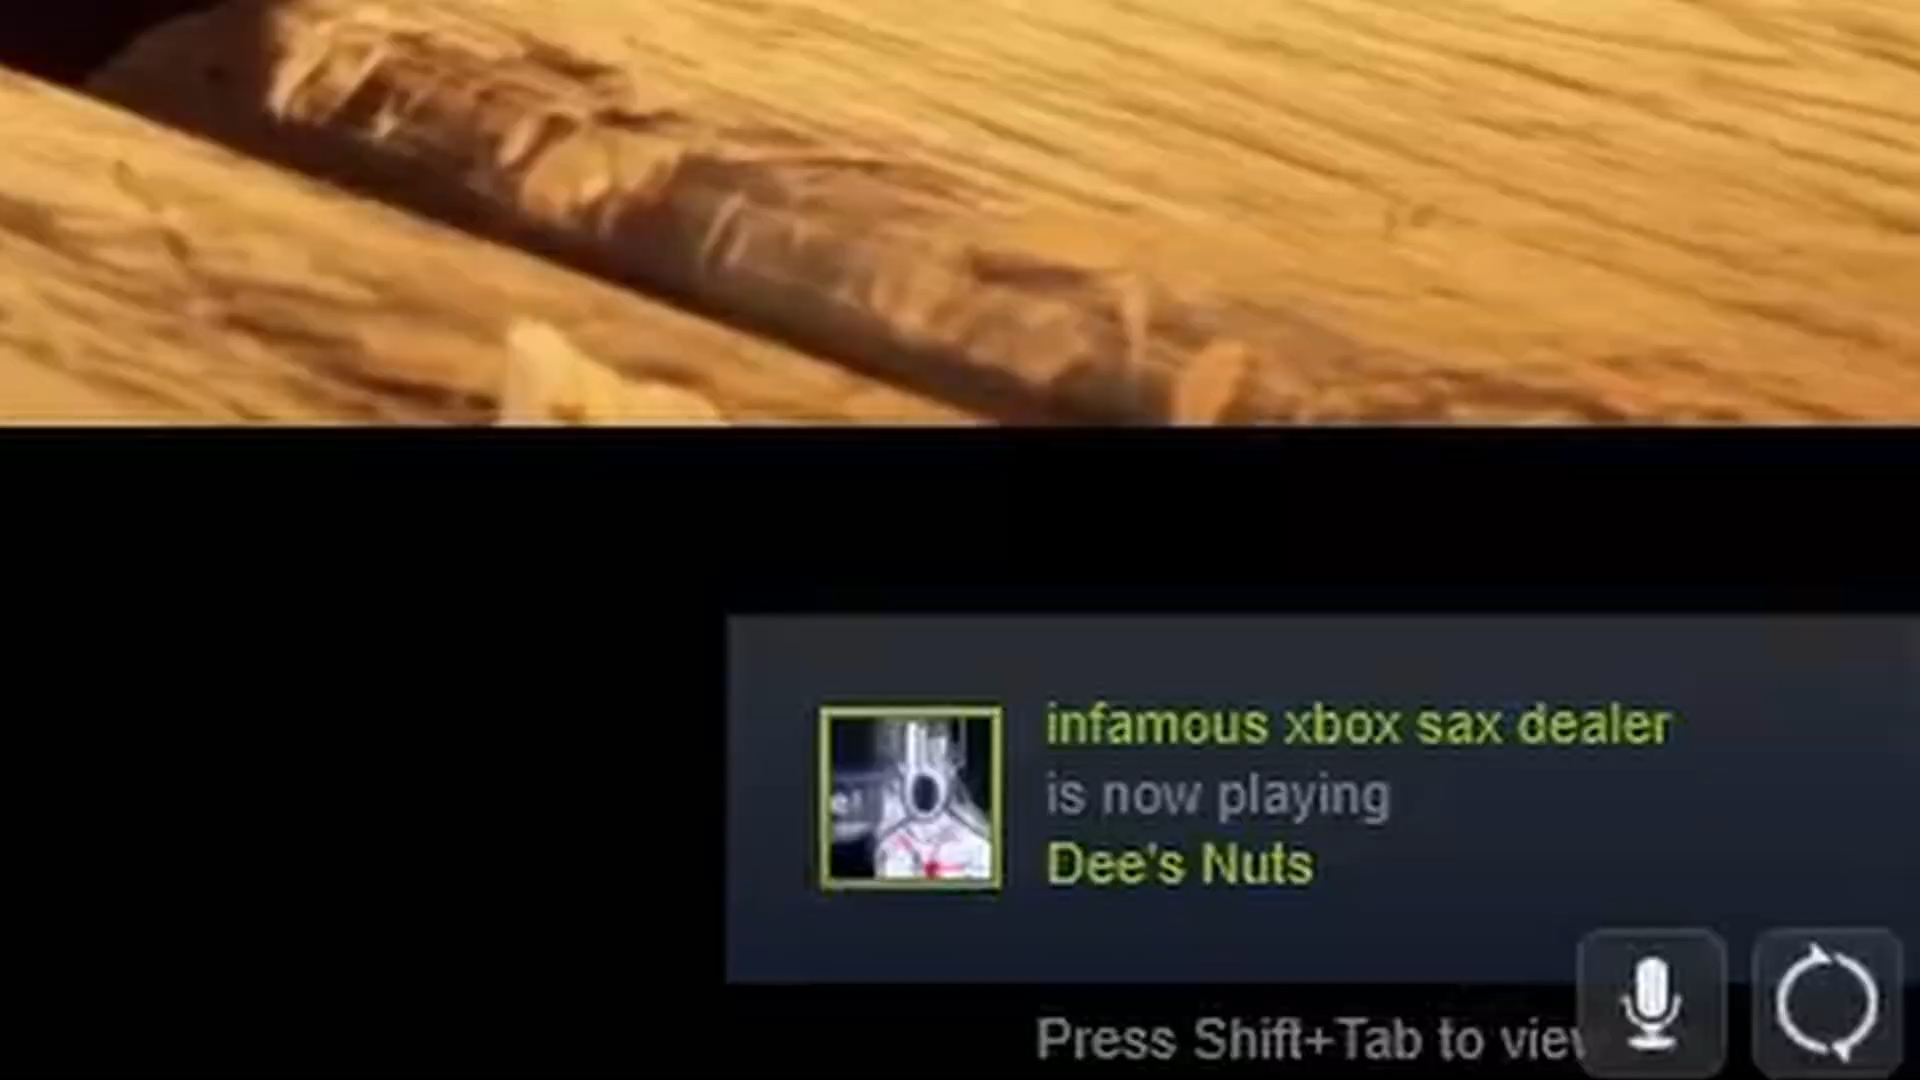 infamous xbox sax dealer
is now playing
Dee's Nuts
Press Shift+Tab to view